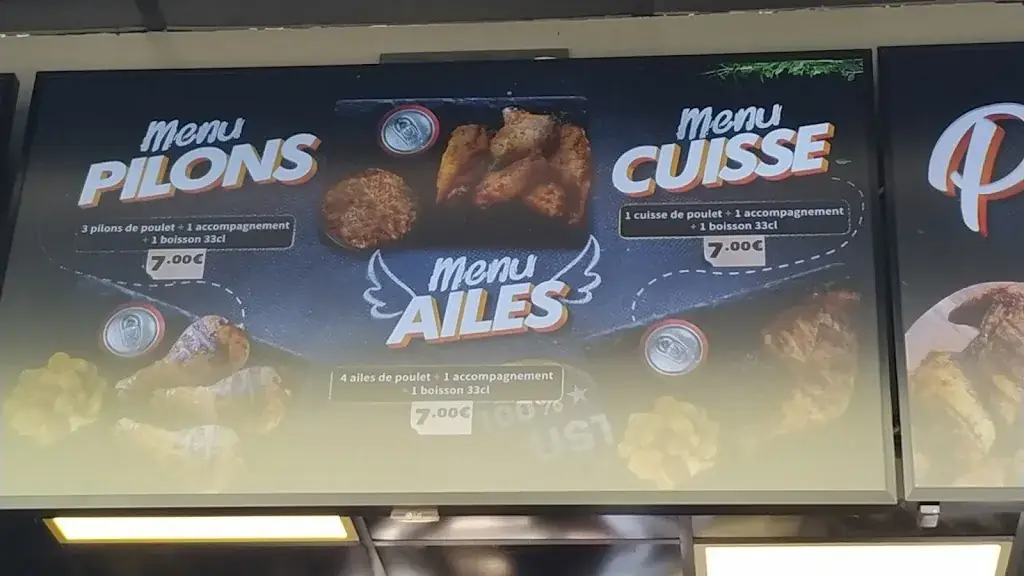 Menu
PILONS
3 pilons de poulet + 1 accompagnement
+ 1 boisson 33cl
7.00€
Menu
AILES
4 ailes de poulet + 1 accompagnement
+ 1 boisson 33cl
7.00€
100%
Menu
CUISSE
1 cuisse de poulet + 1 accompagnement
+ 1 boisson 33cl
7.00€